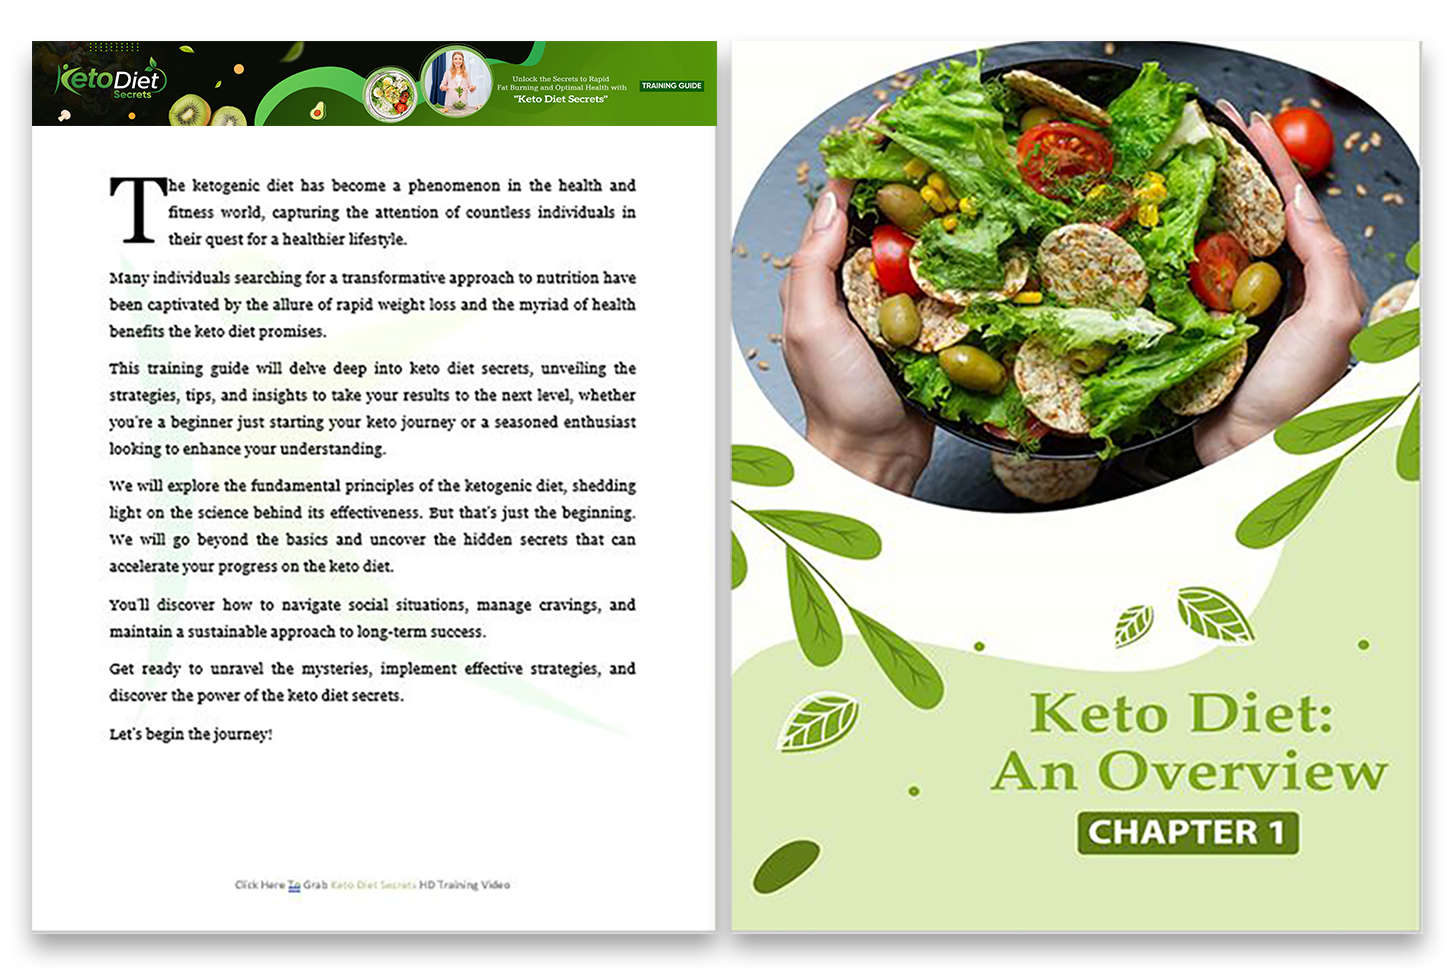 KetoDiet
Secrets
Unlock the Secrets to Rapid
Fat Burning and Optimal Health with
"Keto Diet Secrets"
TRAINING GUIDE
The ketogenic diet has become a phenomenon in the health and
fitness world, capturing the attention of countless individuals in
their quest for a healthier lifestyle.
Many individuals searching for a transformative approach to nutrition have
been captivated by the allure of rapid weight loss and the myriad of health
benefits the keto diet promises.
This training guide will delve deep into keto diet secrets, unveiling the
strategies, tips, and insights to take your results to the next level, whether
you're a beginner just starting your keto journey or a seasoned enthusiast
looking to enhance your understanding.
We will explore the fundamental principles of the ketogenic diet, shedding
light on the science behind its effectiveness. But that's just the beginning.
We will go beyond the basics and uncover the hidden secrets that can
accelerate your progress on the keto diet.
You'll discover how to navigate social situations, manage cravings, and
maintain a sustainable approach to long-term success.
Get ready to unravel the mysteries, implement effective strategies, and
discover the power of the keto diet secrets.
Let's begin the journey!
Click Here To Grab Keto Diet Secrets HD Training Video
Keto Diet:
An Overview
CHAPTER 1